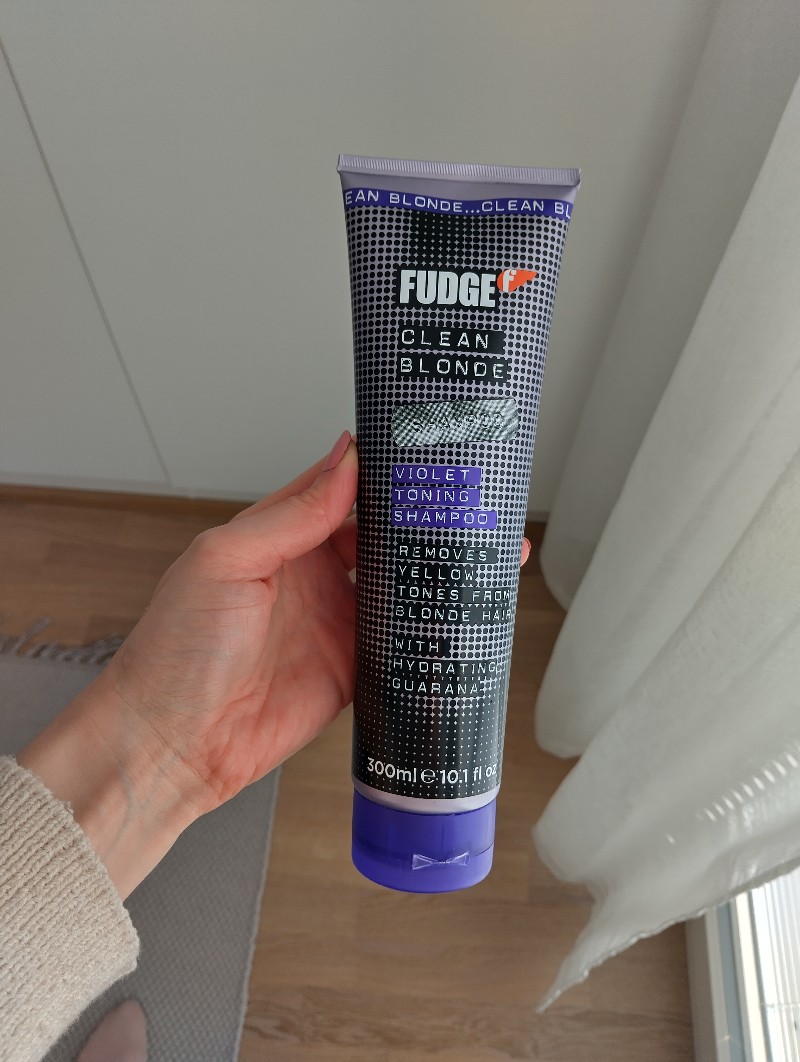 EAN BLONDE...CLEAN BL
FUDGE f
CLEAN
BLONDE
SHAMPOO
VIOLET
TONING
SHAMPOO
REMOVES
YELLOW
TONES FROM
BLONDE HAIR
WITH
HYDRATING
GUARANA...
300ml e 10.1 fl oz